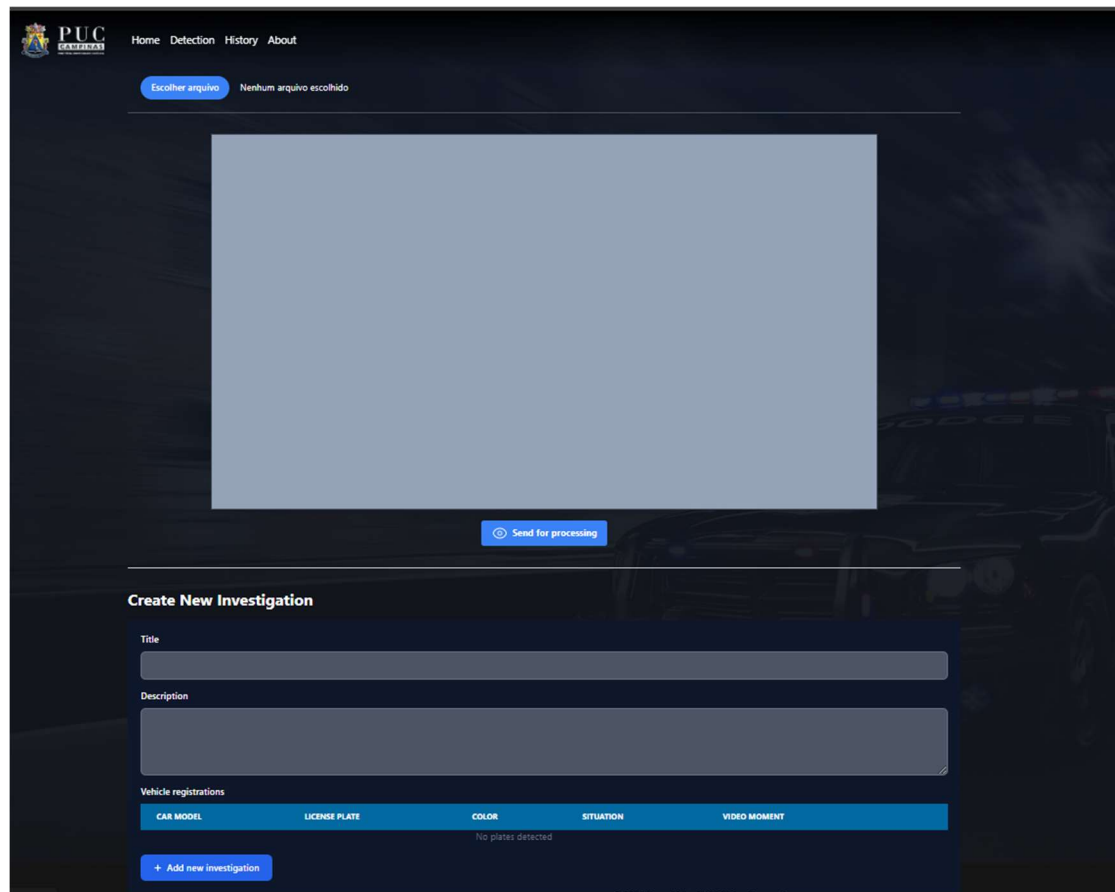 PUC
CAMPINAS
Home Detection History About
Escolher arquivo Nenhum arquivo escolhido
DODGE
Send for processing
Create New Investigation
Title
Description
Vehicle registrations
CAR MODEL LICENSE PLATE COLOR SITUATION VIDEO MOMENT
No plates detected
+ Add new investigation